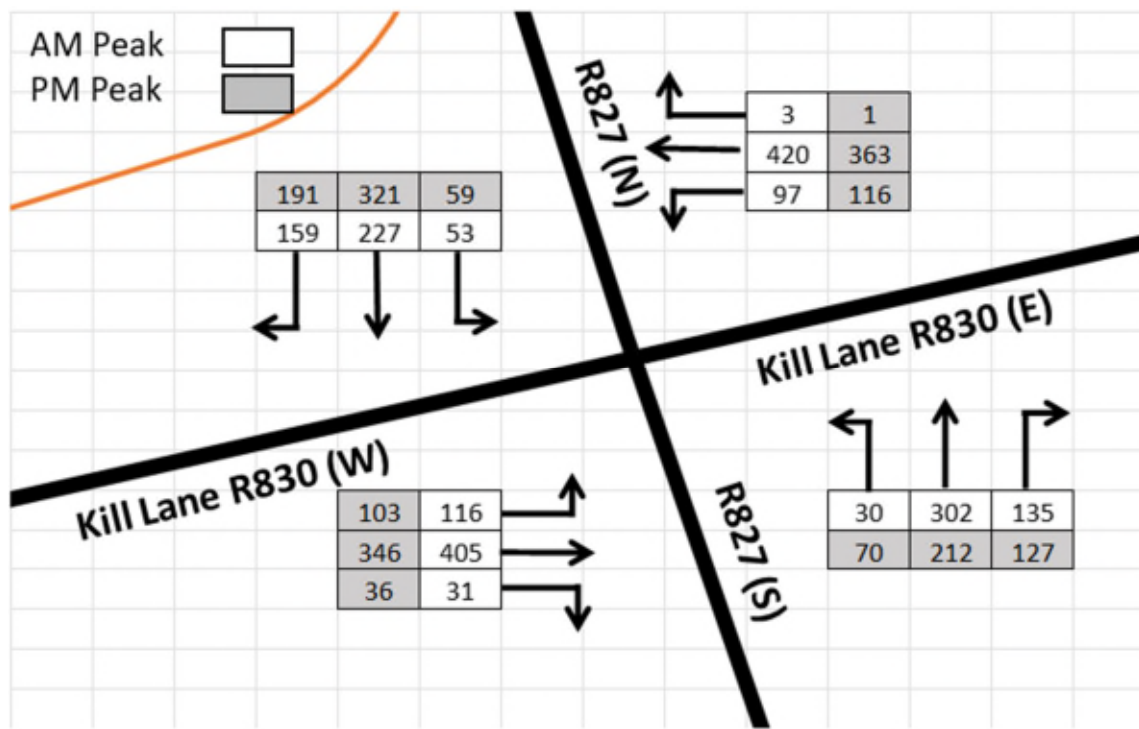 AM Peak
PM Peak
R827 (N)
3 1
420 363
97 116
191 321 59
159 227 53
Kill Lane R830 (E)
Kill Lane R830 (W)
R827 (S)
103 116
346 405
36 31
30 302 135
70 212 127